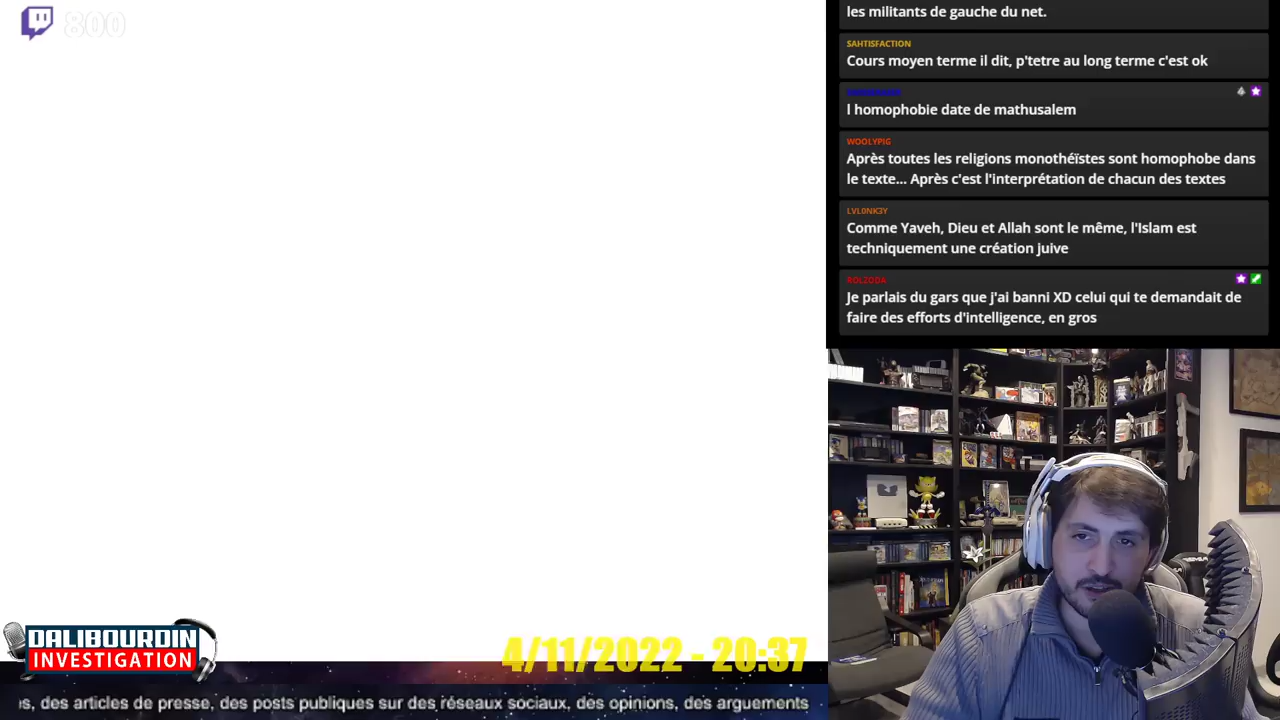 800
les militants de gauche du net.
SAHTISFACTION
Cours moyen terme il dit, p'tetre au long terme c'est ok
l homophobie date de mathusalem
WOOLYPIG
Après toutes les religions monothéïstes sont homophobe dans
le texte... Après c'est l'interprétation de chacun des textes
LVL0NK3Y
Comme Yaveh, Dieu et Allah sont le même, l'Islam est
techniquement une création juive
ROLZODA
Je parlais du gars que j'ai banni XD celui qui te demandait de
faire des efforts d'intelligence, en gros
DALIBOURDIN
INVESTIGATION
4/11/2022 - 20:37
des articles de presse, des posts publiques sur des réseaux sociaux, des opinions, des arguements